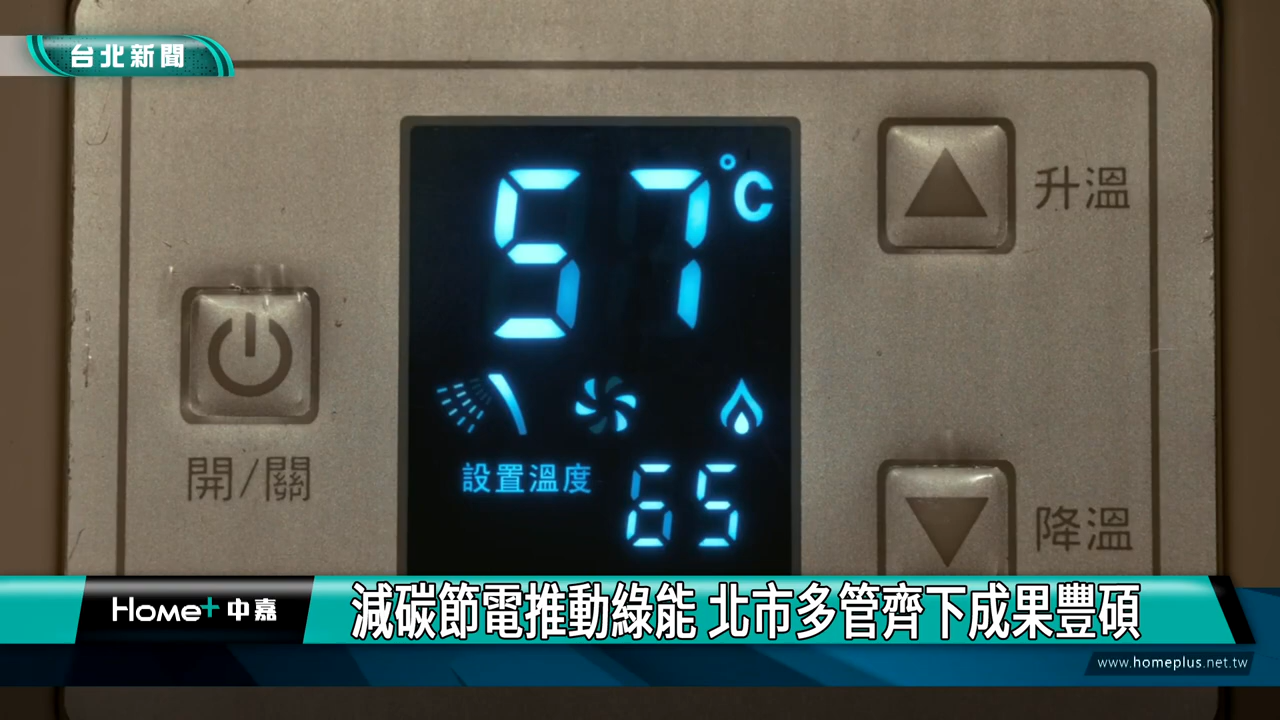 台北新聞
57°C
升溫
開/關
設置溫度 65
降溫
Home+ 中嘉
減碳節電推動綠能 北市多管齊下成果豐碩
www.homeplus.net.tw